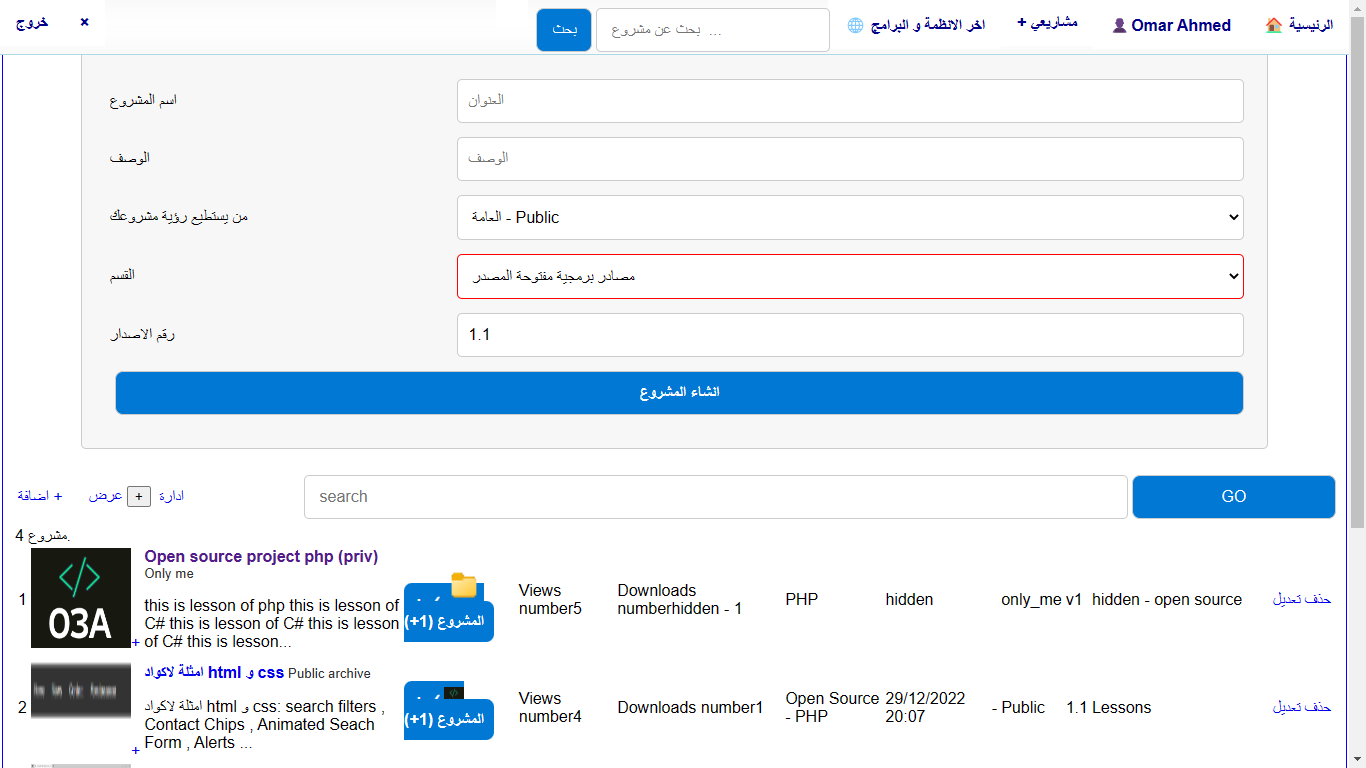 الرئيسية
Omar Ahmed
مشاريعي +
اخر الانظمة و البرامج
بحث عن مشروع ...
بحث
×
خروج
اسم المشروع
العنوان
الوصف
الوصف
من يستطيع رؤية مشروعك
العامة - Public
القسم
مصادر برمجية مفتوحة المصدر
رقم الاصدار
1.1
انشاء المشروع
+ اضافة
عرض
+
ادارة
search
GO
4 مشروع.
1
</>
03A
+
Open source project php (priv)
Only me
this is lesson of php this is lesson of
C# this is lesson of C# this is lesson
of C# this is lesson...
المشروع (1+)
Views
number5
Downloads
numberhidden - 1
PHP
hidden
only_me v1
hidden - open source
حذف تعديل
2
+
امثلة لاكواد html و css Public archive
امثلة لاكواد html و css: search filters ,
Contact Chips , Animated Seach
Form , Alerts ...
المشروع (1+)
Views
number4
Downloads number1
Open Source
- PHP
29/12/2022
20:07
- Public
1.1 Lessons
حذف تعديل